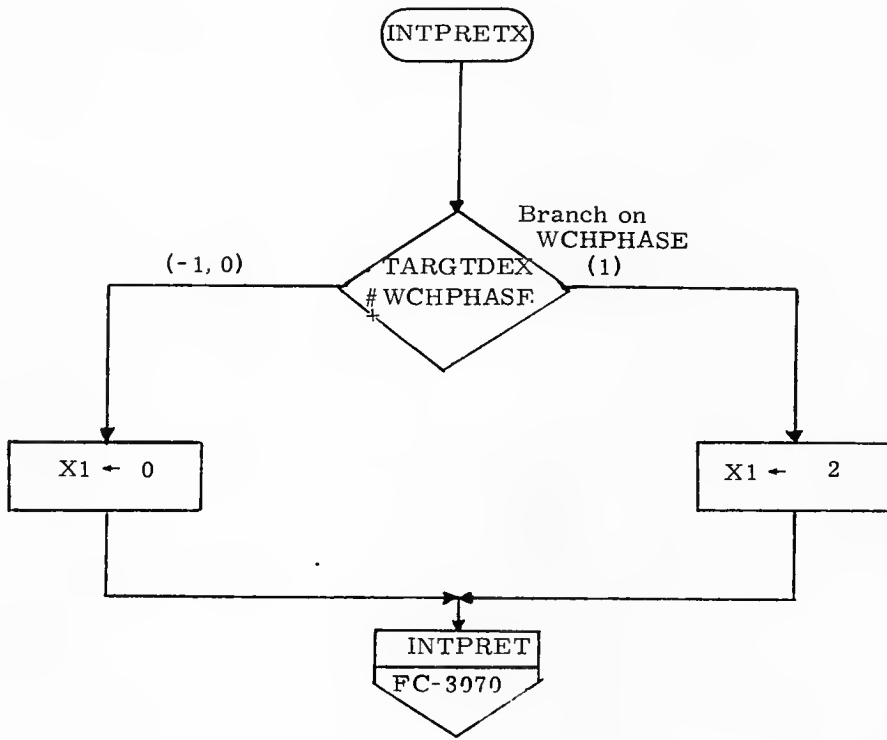 INTPRETX
Branch on
WCHPHASE
(-1, 0)
TARGTDEX
(1)
# WCHPHASE
+
X1 ← 0
X1 ← 2
INTPRET
FC-3070